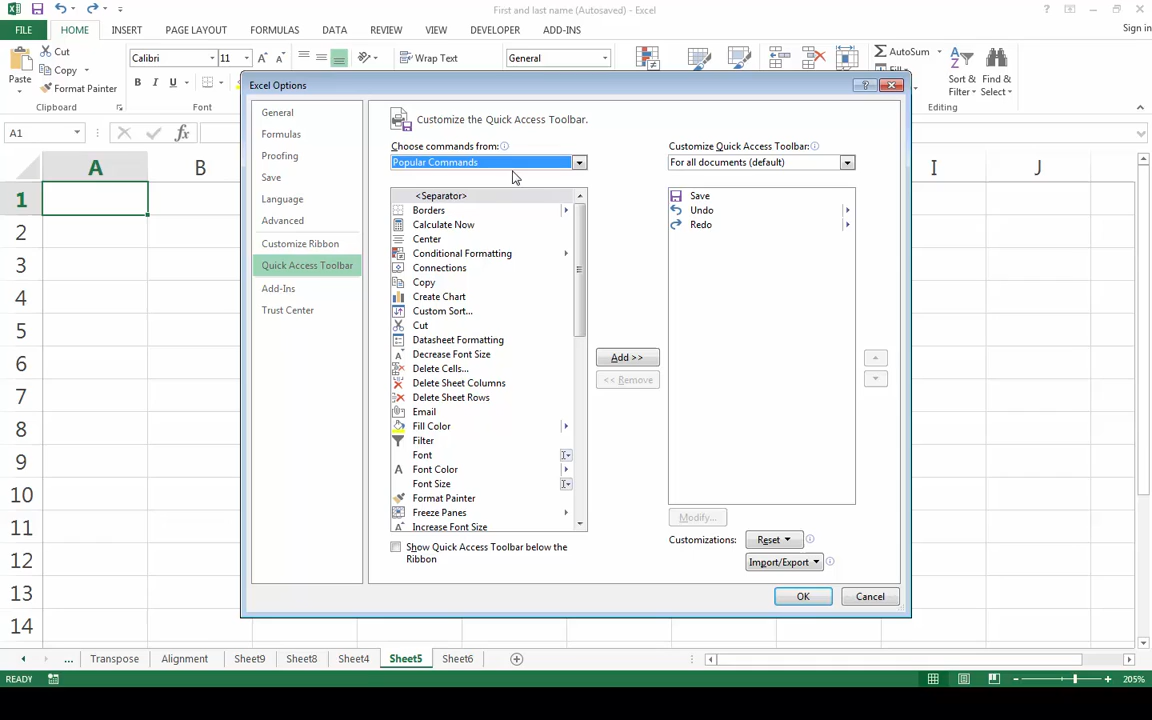 First and last name (Autosaved) - Excel
FILE HOME INSERT PAGE LAYOUT FORMULAS DATA REVIEW VIEW DEVELOPER ADD-INS Sign in
Cut
Copy
Format Painter
Paste
Clipboard
Calibri 11
B I U
Font
Wrap Text
General
AutoSum
Sort & Filter
Find & Select
Editing
A1
A B I J
1
2
3
4
5
6
7
8
9
10
11
12
13
14
Excel Options
General
Formulas
Proofing
Save
Language
Advanced
Customize Ribbon
Quick Access Toolbar
Add-Ins
Trust Center
Customize the Quick Access Toolbar.
Choose commands from:
Popular Commands
<Separator>
Borders
Calculate Now
Center
Conditional Formatting
Connections
Copy
Create Chart
Custom Sort...
Cut
Datasheet Formatting
Decrease Font Size
Delete Cells...
Delete Sheet Columns
Delete Sheet Rows
Email
Fill Color
Filter
Font
Font Color
Font Size
Format Painter
Freeze Panes
Increase Font Size
Show Quick Access Toolbar below the
Ribbon
Add >>
<< Remove
Customize Quick Access Toolbar:
For all documents (default)
Save
Undo
Redo
Modify...
Customizations: Reset
Import/Export
OK Cancel
... Transpose Alignment Sheet9 Sheet8 Sheet4 Sheet5 Sheet6
READY 205%